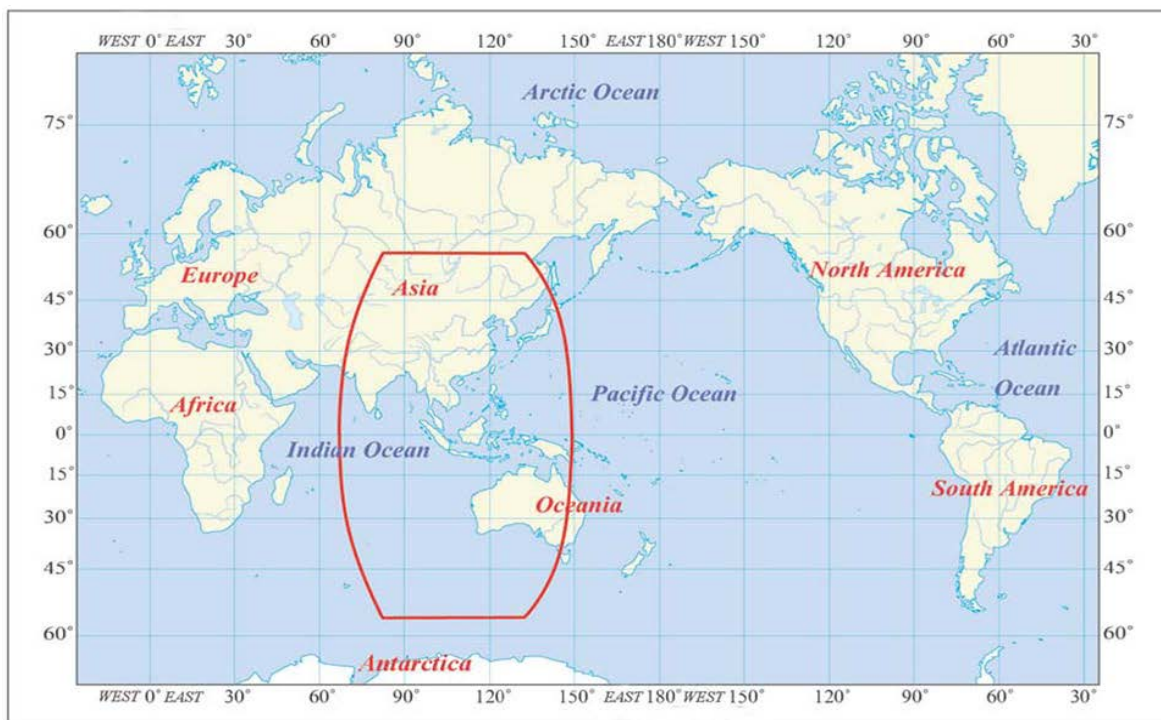 WEST 0° EAST 30° 60° 90° 120° 150° EAST 180° WEST 150° 120° 90° 60° 30°
Arctic Ocean
75° 75°
60° 60°
Europe Asia North America
45° 45°
30° Atlantic 30°
15° Africa Pacific Ocean Ocean 15°
0° Indian Ocean 0°
15° Oceania South America 15°
30° 30°
45° 45°
60° 60°
Antarctica
WEST 0° EAST 30° 60° 90° 120° 150° EAST 180° WEST 150° 120° 90° 60° 30°